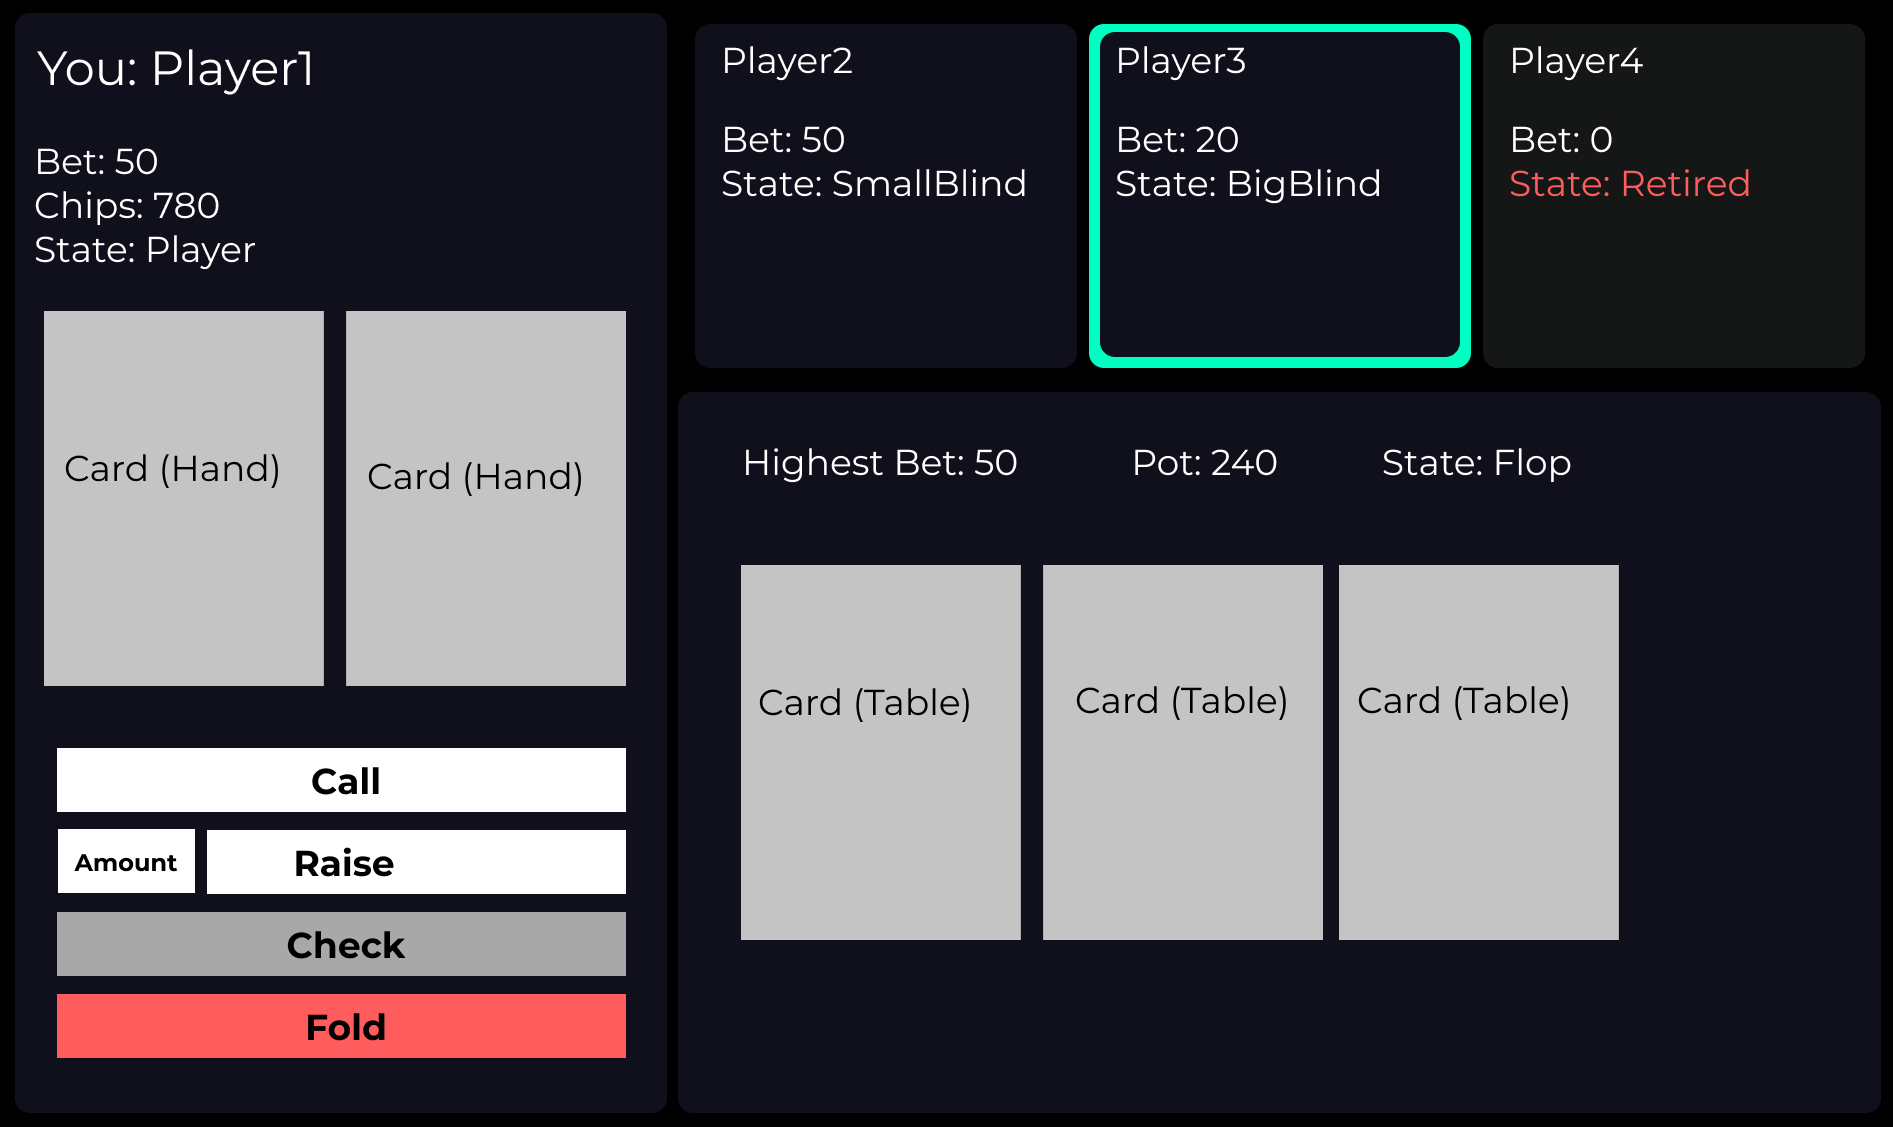 You: Player1
Bet: 50
Chips: 780
State: Player
Card (Hand)
Card (Hand)
Call
Amount
Raise
Check
Fold
Player2
Bet: 50
State: SmallBlind
Player3
Bet: 20
State: BigBlind
Player4
Bet: 0
State: Retired
Highest Bet: 50
Pot: 240
State: Flop
Card (Table)
Card (Table)
Card (Table)